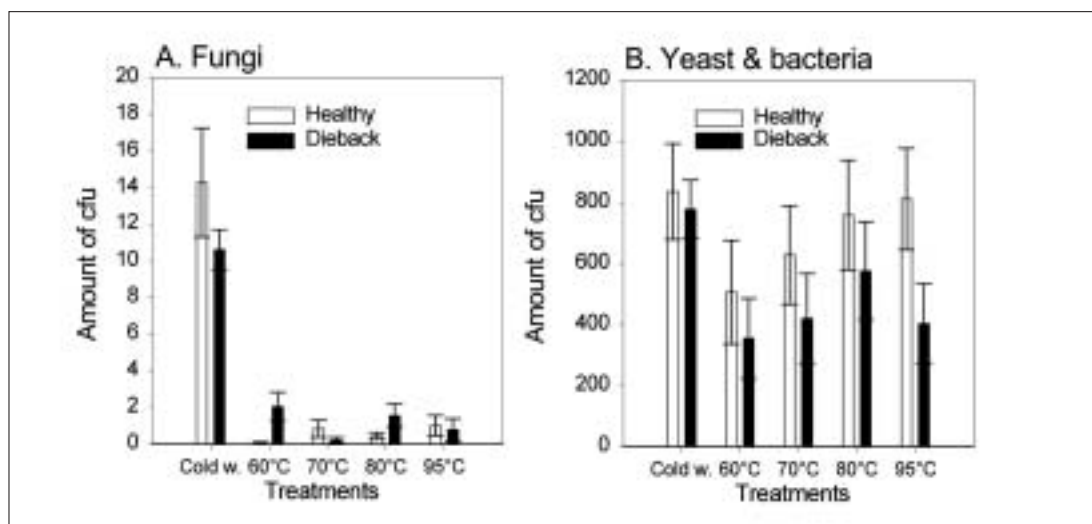 A. Fungi
20
18
16
14
12
10
8
6
4
2
0
Amount of cfu
Healthy
Dieback
Cold w. 60°C 70°C 80°C 95°C
Treatments
B. Yeast & bacteria
1200
1000
800
600
400
200
0
Amount of cfu
Healthy
Dieback
Cold w. 60°C 70°C 80°C 95°C
Treatments